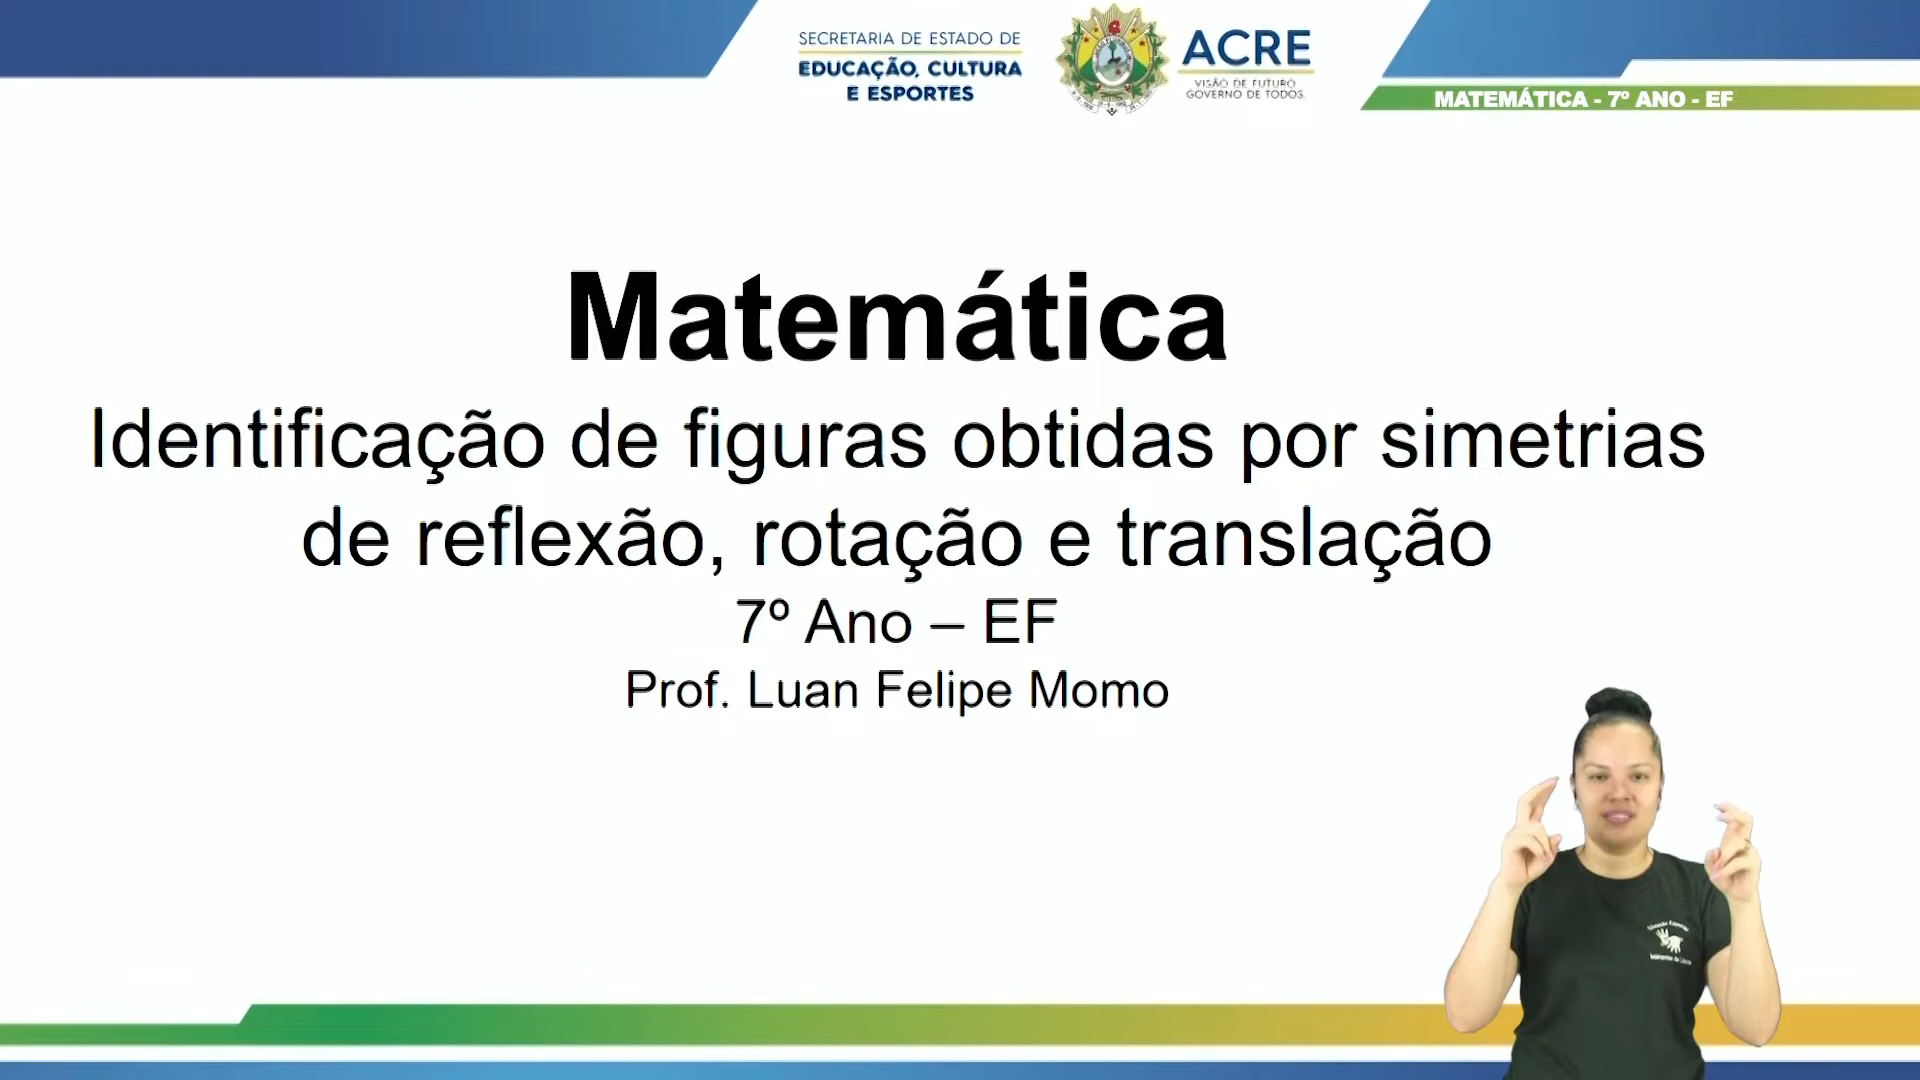 SECRETARIA DE ESTADO DE
EDUCAÇÃO, CULTURA
E ESPORTES
ACRE
VISÃO DE FUTURO
GOVERNO DE TODOS.
MATEMÁTICA - 7º ANO - EF
Matemática
Identificação de figuras obtidas por simetrias
de reflexão, rotação e translação
7º Ano – EF
Prof. Luan Felipe Momo